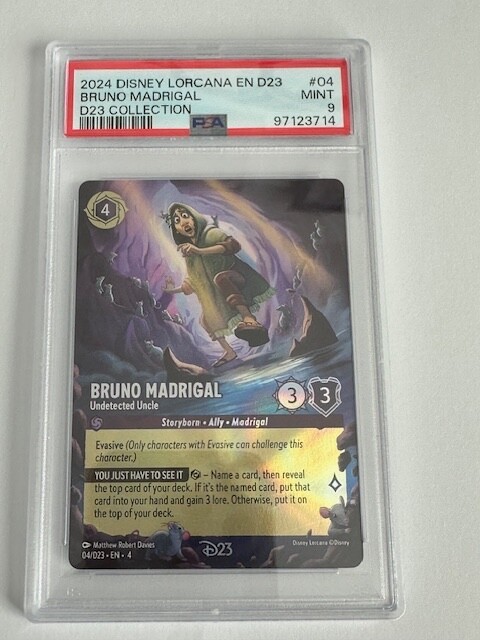 2024 DISNEY LORCANA EN D23 #04
BRUNO MADRIGAL MINT
D23 COLLECTION 9
PSA 97123714
4
BRUNO MADRIGAL
Undetected Uncle
3 3
Storyborn • Ally • Madrigal
Evasive (Only characters with Evasive can challenge this
character.)
YOU JUST HAVE TO SEE IT – Name a card, then reveal
the top card of your deck. If it's the named card, put that
card into your hand and gain 3 lore. Otherwise, put it on
the top of your deck.
Matthew Robert Davies
04/D23 • EN • 4
D23
Disney Lorcana ©Disney